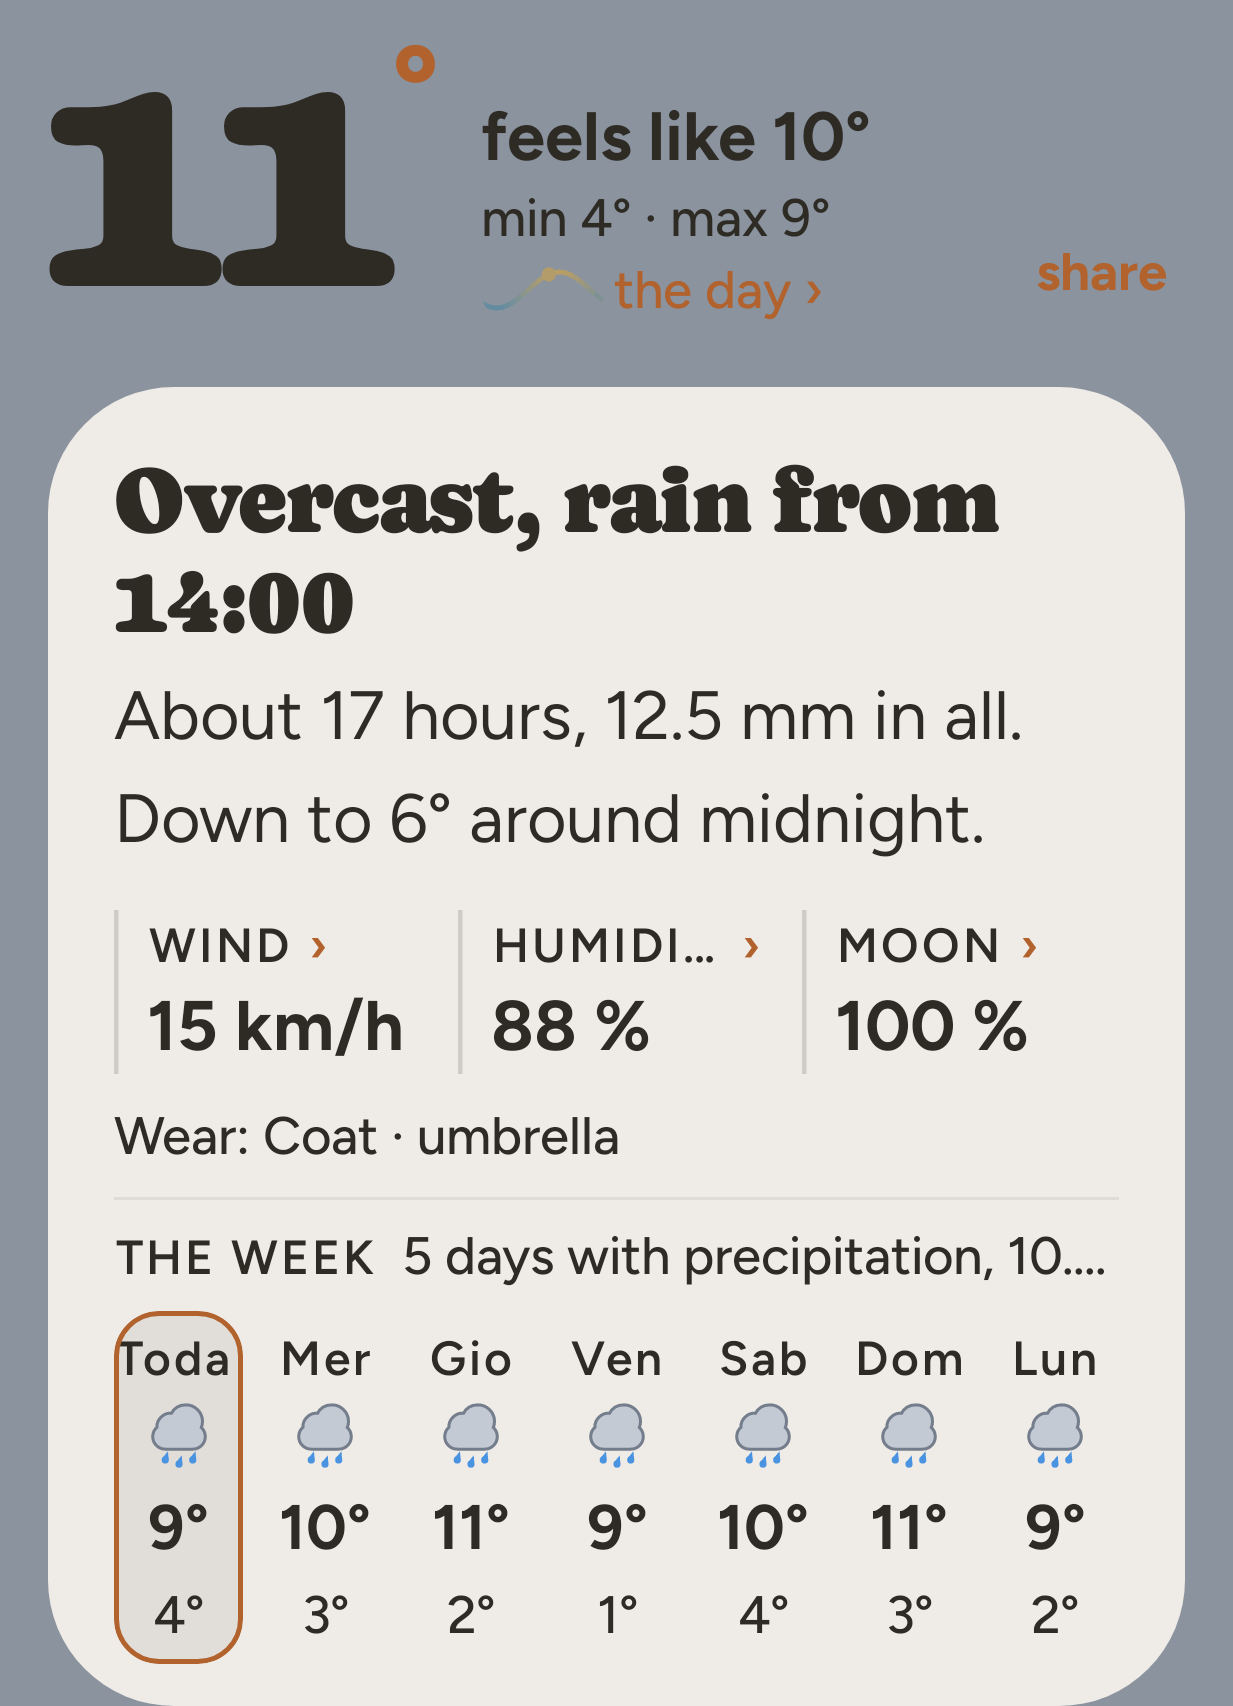 11°
feels like 10°
min 4° · max 9°
the day ›
share
Overcast, rain from
14:00
About 17 hours, 12.5 mm in all.
Down to 6° around midnight.
WIND › HUMIDI… › MOON ›
15 km/h 88 % 100 %
Wear: Coat · umbrella
THE WEEK 5 days with precipitation, 10.…
Toda Mer Gio Ven Sab Dom Lun
9° 10° 11° 9° 10° 11° 9°
4° 3° 2° 1° 4° 3° 2°